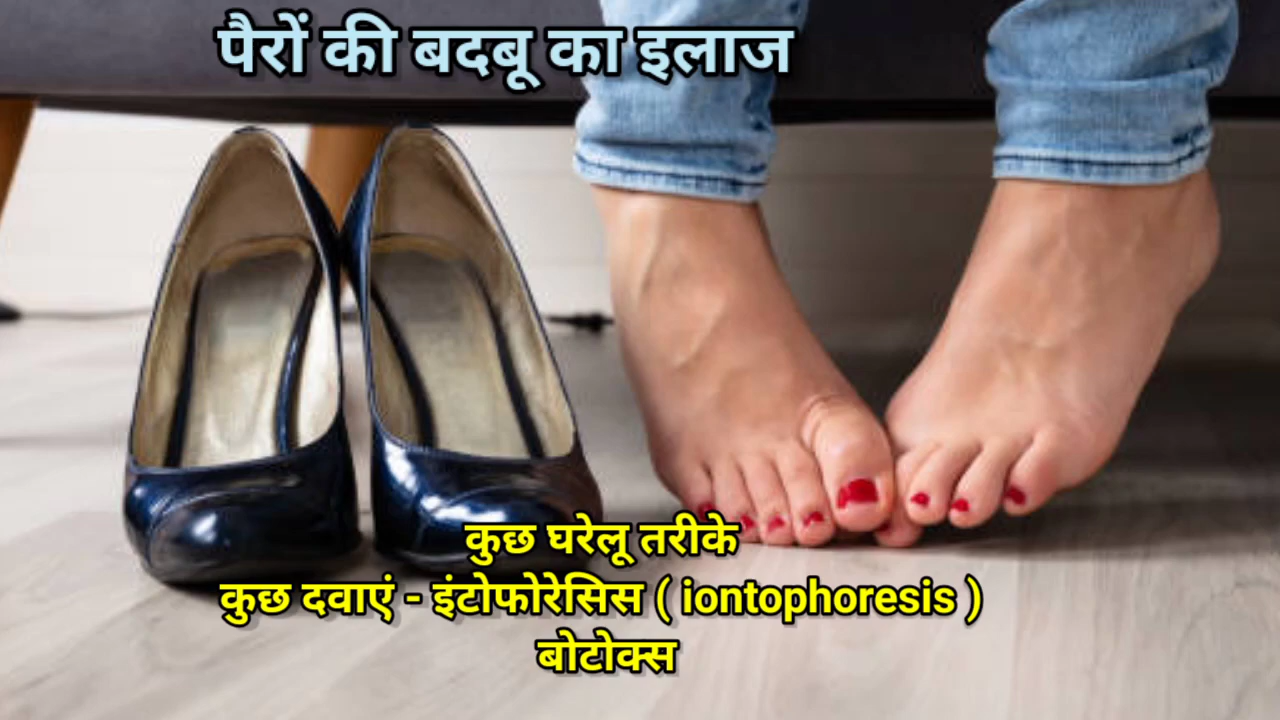 पैरों की बदबू का इलाज
कुछ घरेलू तरीके
कुछ दवाएं - इंटोफोरेसिस ( iontophoresis )
बोटोक्स